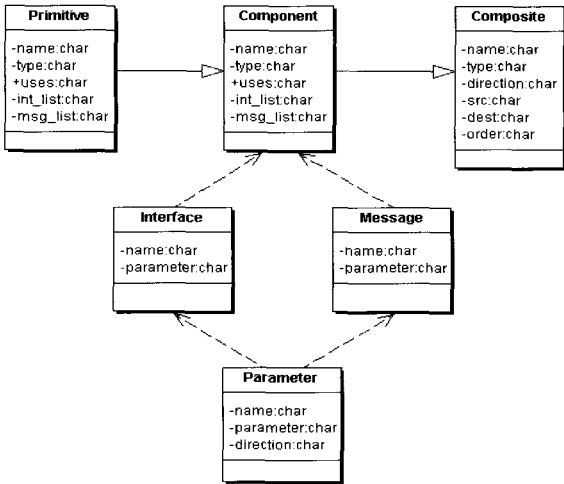 Primitive
-name:char
-type:char
+uses:char
-int_list:char
-msg_list:char
Component
-name:char
-type:char
+uses:char
-int_list:char
-msg_list:char
Composite
-name:char
-type:char
-direction:char
-src:char
-dest:char
-order:char
Interface
-name:char
-parameter:char
Message
-name:char
-parameter:char
Parameter
-name:char
-parameter:char
-direction:char